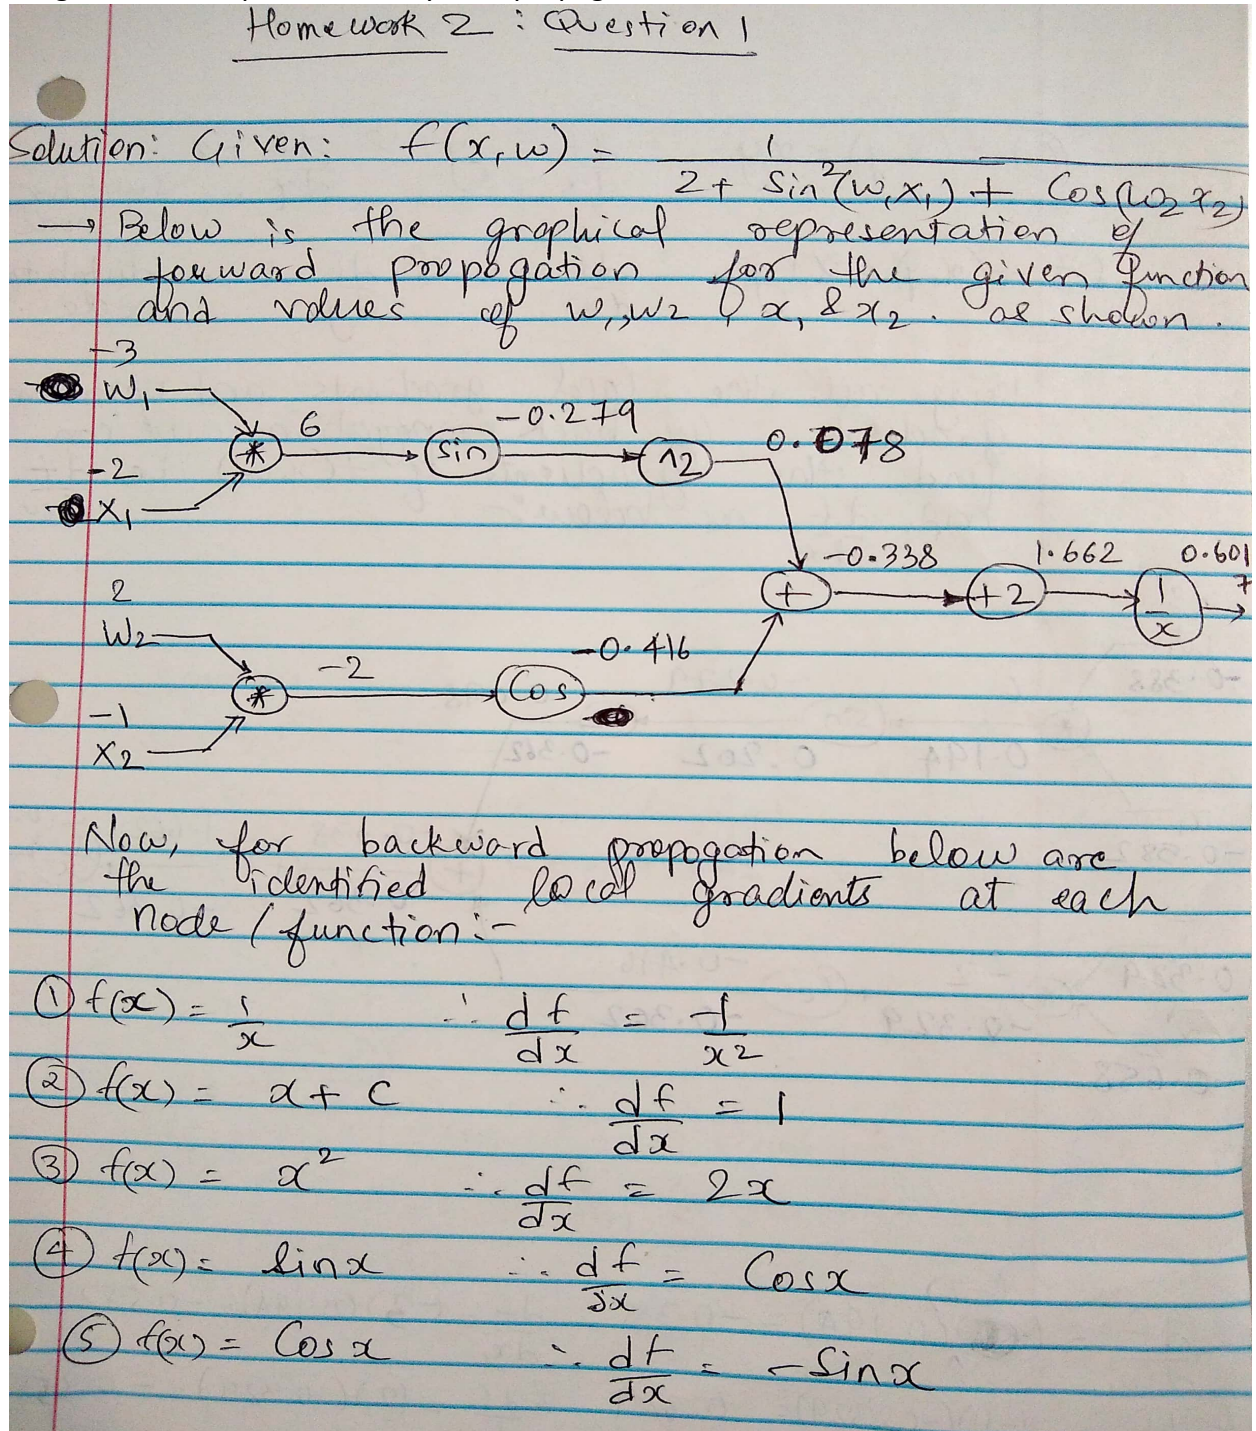 Homework 2 : Question 1
Solution: Given: f(x, w) = 1 / 2 + Sin²(w₁x₁) + Cos(w₂x₂)
→ Below is the graphical representation of
forward propogation for the given function
and values of w₁, w₂ & x₁ & x₂. as shown.
-3
W₁
6
-0.279
0.078
* sin ^2
-2
X₁
-0.338 1.662 0.601
+ +2 1/x
2
W₂
-2
-0.416
* Cos
-1
X₂
Now, for backward propogation below are
the identified local gradients at each
node / function:-
① f(x) = 1/x ∴ df/dx = -1/x2
② f(x) = x + C ∴ df/dx = 1
③ f(x) = x² ∴ df/dx = 2x
④ f(x) = Sinx ∴ df/dx = Cosx
⑤ f(x) = Cosx ∴ df/dx = -Sinx